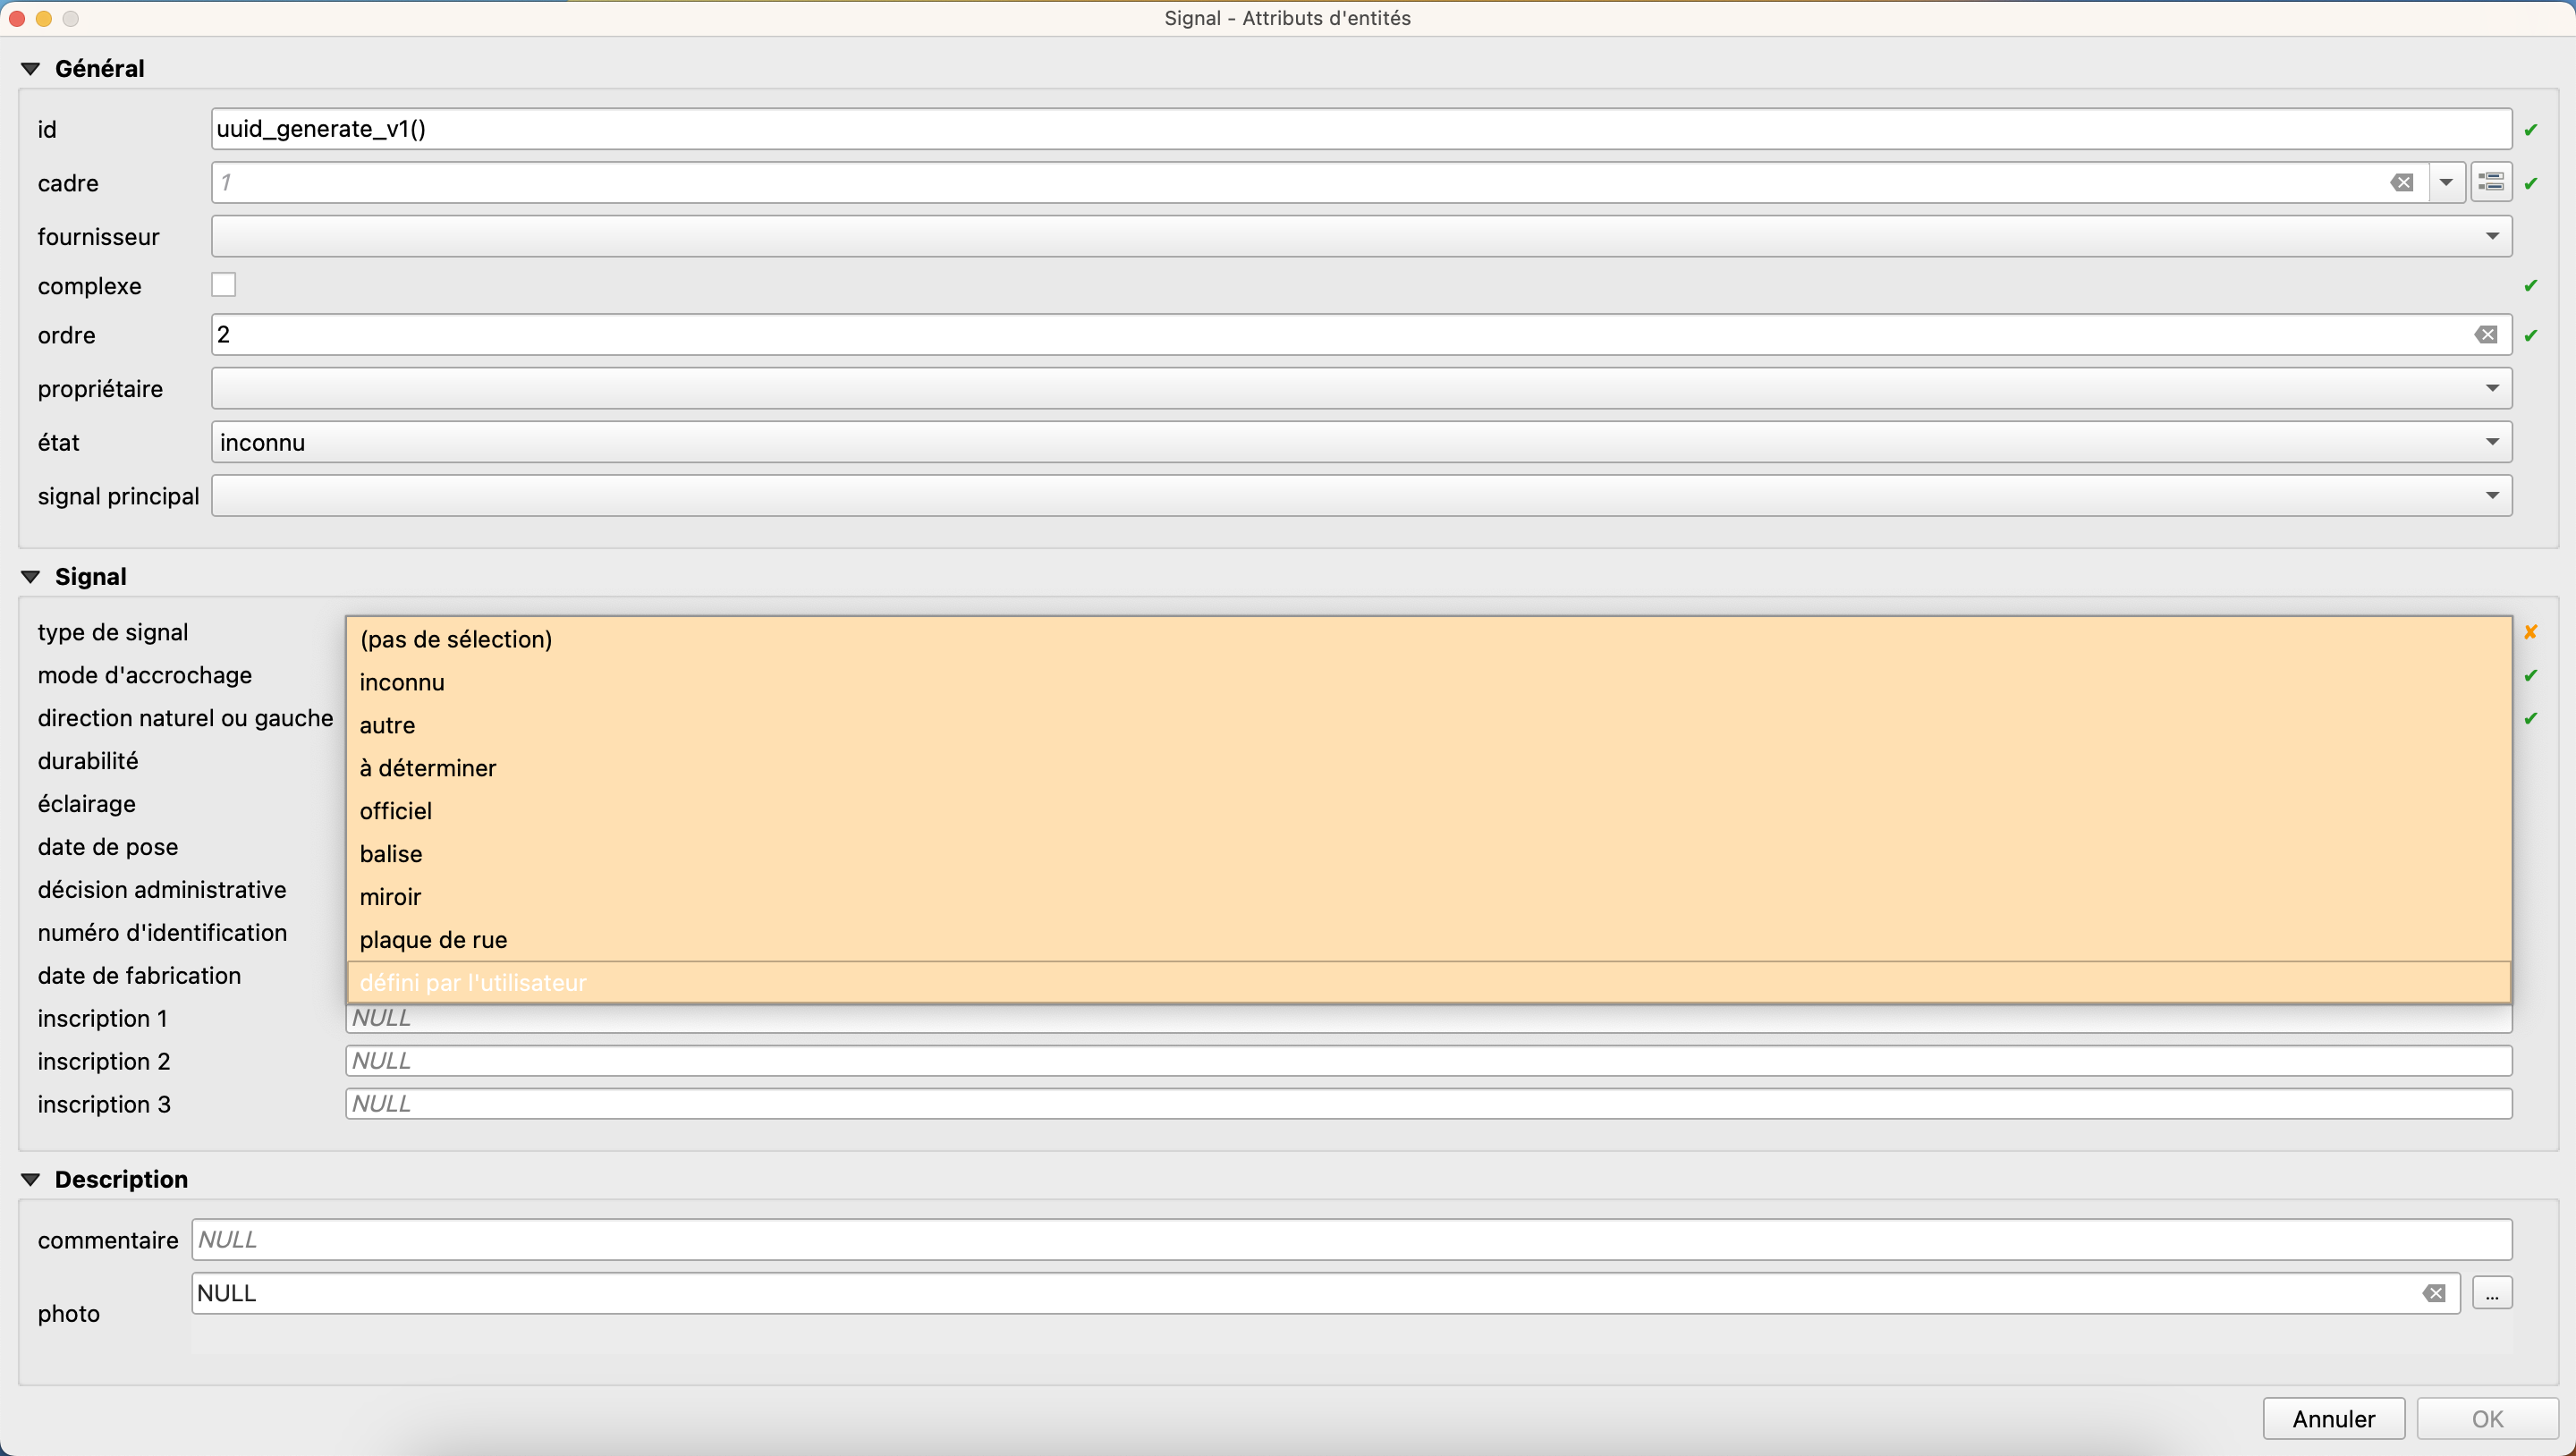 Signal - Attributs d'entités
Général
id uuid_generate_v1()
cadre 1
fournisseur
complexe
ordre 2
propriétaire
état inconnu
signal principal
Signal
type de signal (pas de sélection)
mode d'accrochage inconnu
direction naturel ou gauche autre
durabilité à déterminer
éclairage officiel
date de pose balise
décision administrative miroir
numéro d'identification plaque de rue
date de fabrication défini par l'utilisateur
inscription 1 NULL
inscription 2 NULL
inscription 3 NULL
Description
commentaire NULL
photo NULL ...
Annuler OK